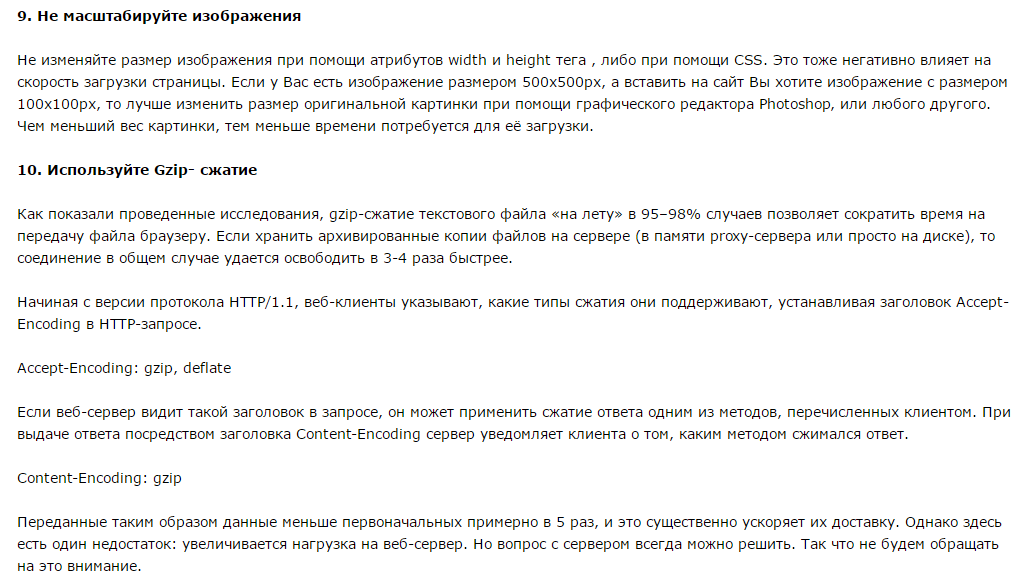 9. Не масштабируйте изображения
Не изменяйте размер изображения при помощи атрибутов width и height тега , либо при помощи CSS. Это тоже негативно влияет на
скорость загрузки страницы. Если у Вас есть изображение размером 500x500px, а вставить на сайт Вы хотите изображение с размером
100x100px, то лучше изменить размер оригинальной картинки при помощи графического редактора Photoshop, или любого другого.
Чем меньший вес картинки, тем меньше времени потребуется для её загрузки.
10. Используйте Gzip- сжатие
Как показали проведенные исследования, gzip-сжатие текстового файла «на лету» в 95–98% случаев позволяет сократить время на
передачу файла браузеру. Если хранить архивированные копии файлов на сервере (в памяти proxy-сервера или просто на диске), то
соединение в общем случае удается освободить в 3-4 раза быстрее.
Начиная с версии протокола HTTP/1.1, веб-клиенты указывают, какие типы сжатия они поддерживают, устанавливая заголовок Accept-
Encoding в HTTP-запросе.
Accept-Encoding: gzip, deflate
Если веб-сервер видит такой заголовок в запросе, он может применить сжатие ответа одним из методов, перечисленных клиентом. При
выдаче ответа посредством заголовка Content-Encoding сервер уведомляет клиента о том, каким методом сжимался ответ.
Content-Encoding: gzip
Переданные таким образом данные меньше первоначальных примерно в 5 раз, и это существенно ускоряет их доставку. Однако здесь
есть один недостаток: увеличивается нагрузка на веб-сервер. Но вопрос с сервером всегда можно решить. Так что не будем обращать
на это внимание.